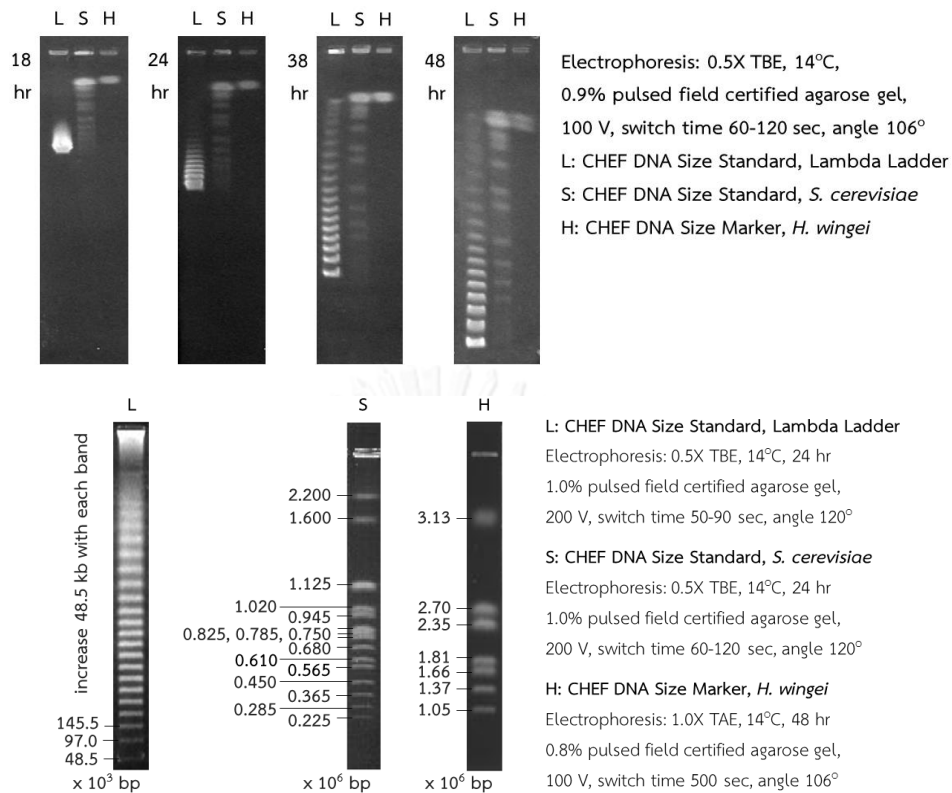 L S H
18
hr
L S H
24
hr
L S H
38
hr
L S H
48
hr
Electrophoresis: 0.5X TBE, 14°C,
0.9% pulsed field certified agarose gel,
100 V, switch time 60-120 sec, angle 106°
L: CHEF DNA Size Standard, Lambda Ladder
S: CHEF DNA Size Standard, S. cerevisiae
H: CHEF DNA Size Marker, H. wingei
L
increase 48.5 kb with each band
145.5
97.0
48.5
x 10³ bp
S
2.200
1.600
1.125
1.020
0.945
0.825, 0.785, 0.750
0.680
0.610
0.565
0.450
0.365
0.285
0.225
x 10⁶ bp
H
3.13
2.70
2.35
1.81
1.66
1.37
1.05
x 10⁶ bp
L: CHEF DNA Size Standard, Lambda Ladder
Electrophoresis: 0.5X TBE, 14°C, 24 hr
1.0% pulsed field certified agarose gel,
200 V, switch time 50-90 sec, angle 120°
S: CHEF DNA Size Standard, S. cerevisiae
Electrophoresis: 0.5X TBE, 14°C, 24 hr
1.0% pulsed field certified agarose gel,
200 V, switch time 60-120 sec, angle 120°
H: CHEF DNA Size Marker, H. wingei
Electrophoresis: 1.0X TAE, 14°C, 48 hr
0.8% pulsed field certified agarose gel,
100 V, switch time 500 sec, angle 106°